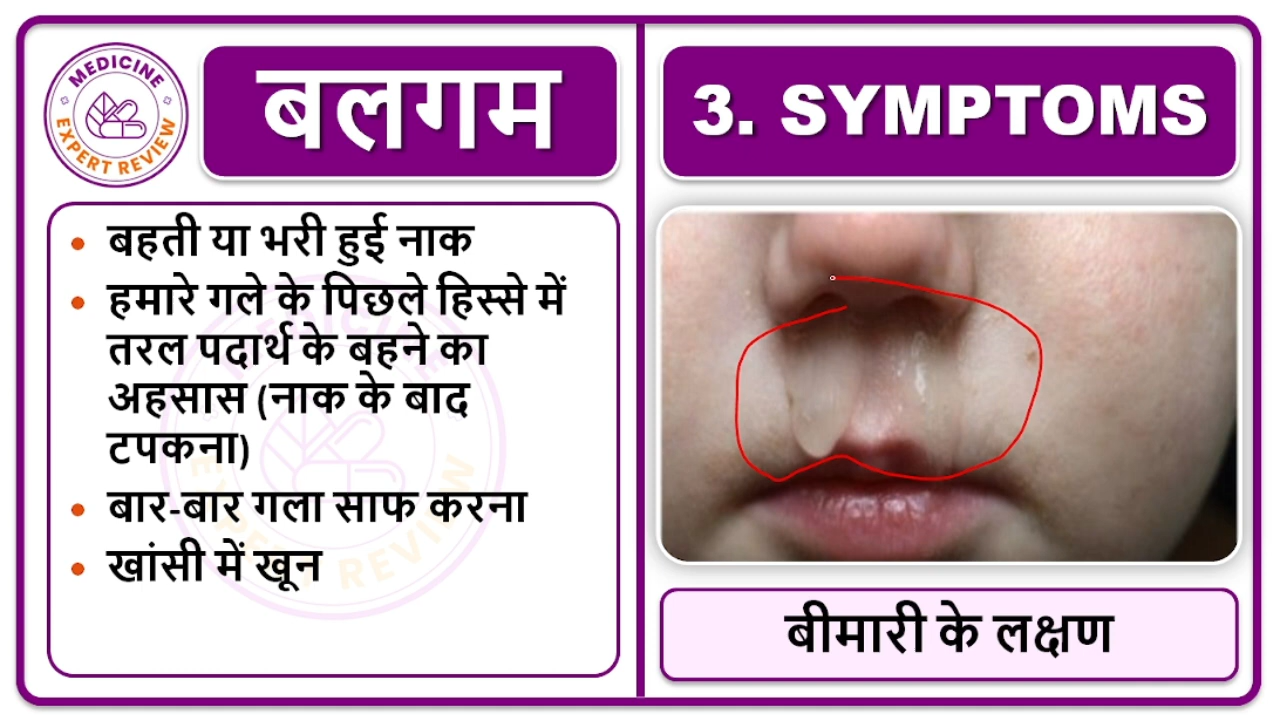 MEDICINE
EXPERT REVIEW
बलगम
3. SYMPTOMS
• बहती या भरी हुई नाक
• हमारे गले के पिछले हिस्से में
तरल पदार्थ के बहने का
अहसास (नाक के बाद
टपकना)
• बार-बार गला साफ करना
• खांसी में खून
बीमारी के लक्षण